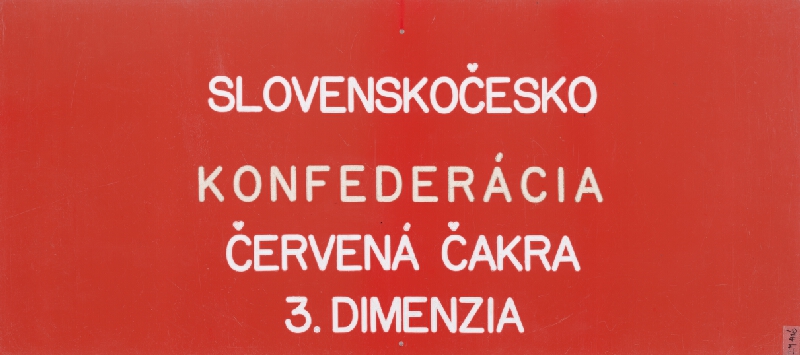 SLOVENSKOČESKO
KONFEDERÁCIA
ČERVENÁ ČAKRA
3. DIMENZIA